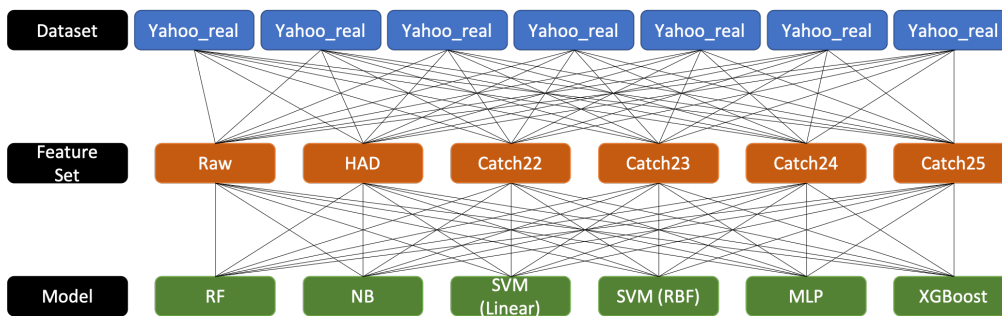 Dataset Yahoo_real Yahoo_real Yahoo_real Yahoo_real Yahoo_real Yahoo_real Yahoo_real
Feature
Set
Raw HAD Catch22 Catch23 Catch24 Catch25
Model RF NB
SVM
(Linear)
SVM (RBF) MLP XGBoost